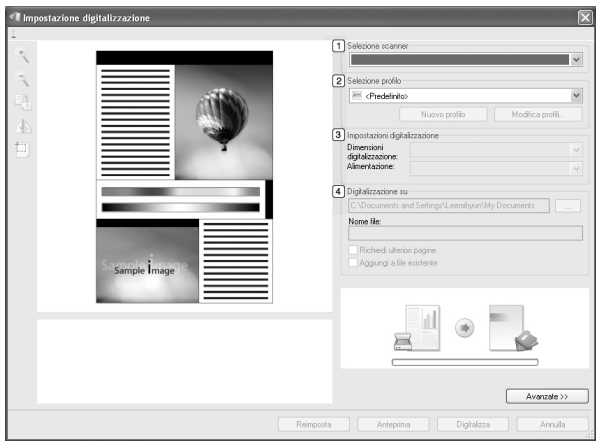 Impostazione digitalizzazione
1 Selezione scanner
2 Selezione profilo
<Predefinito>
Nuovo profilo
Modifica profili...
3 Impostazioni digitalizzazione
Dimensioni
digitalizzazione:
Alimentazione:
4 Digitalizzazione su
C:\Documents and Settings\Leemihyun\My Documents
...
Nome file:
Richiedi ulteriori pagine
Aggiungi a file esistente
Sample image
Sample image
Avanzate >>
Reimposta
Anteprima
Digitalizza
Annulla